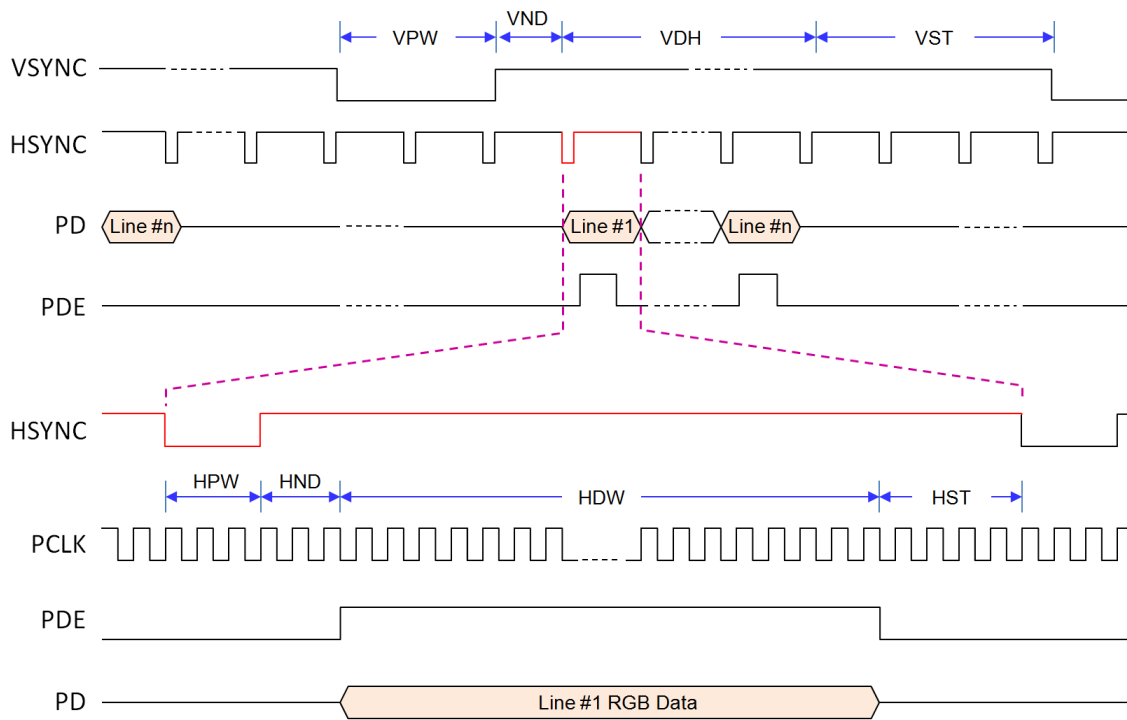 VPW VND VDH VST
VSYNC
HSYNC
PD Line #n Line #1 Line #n
PDE
HSYNC
HPW HND HDW HST
PCLK
PDE
PD Line #1 RGB Data